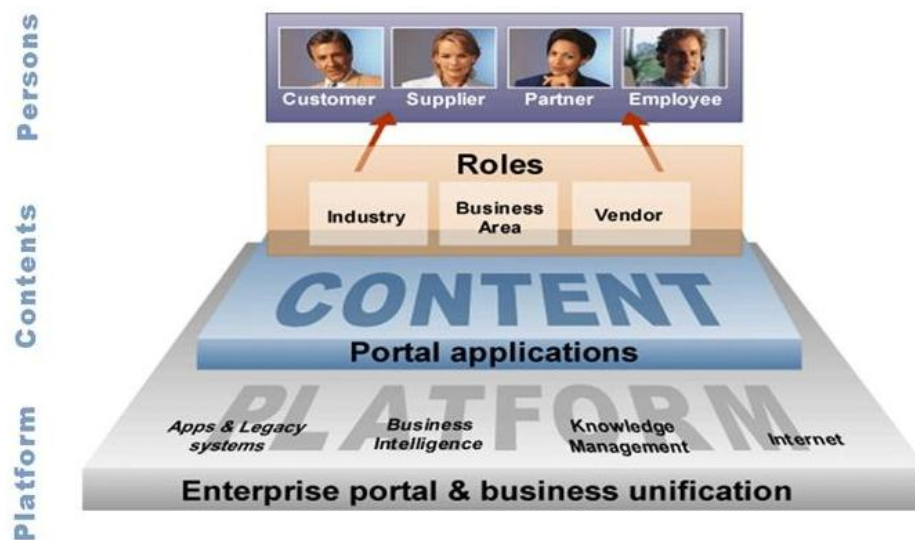 Persons
Customer Supplier Partner Employee
Roles
Industry
Business
Area
Vendor
Contents
CONTENT
Portal applications
PLATFORM
Apps & Legacy
systems
Business
Intelligence
Knowledge
Management
Internet
Platform
Enterprise portal & business unification